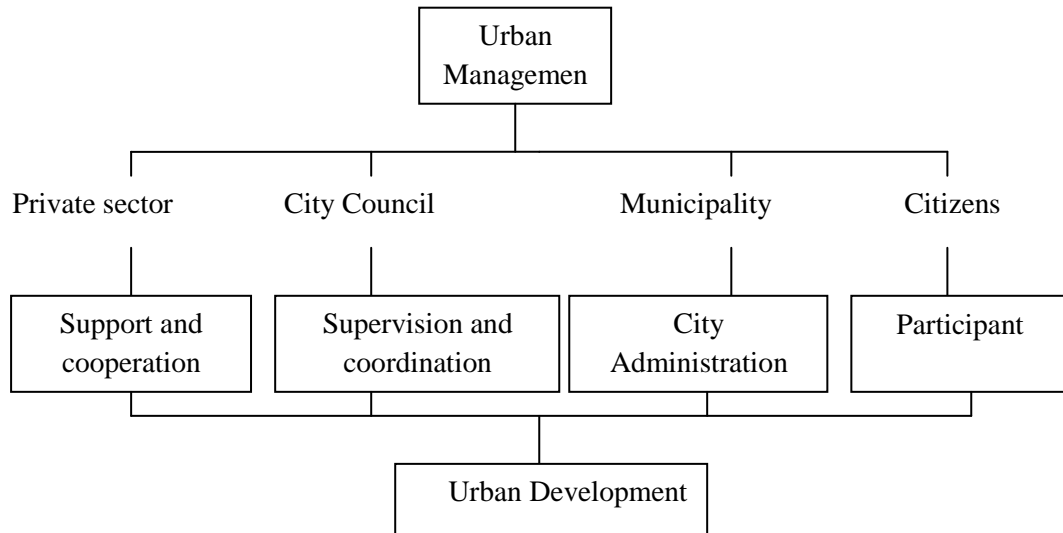 Urban
Managemen
Private sector
City Council
Municipality
Citizens
Support and
cooperation
Supervision and
coordination
City
Administration
Participant
Urban Development